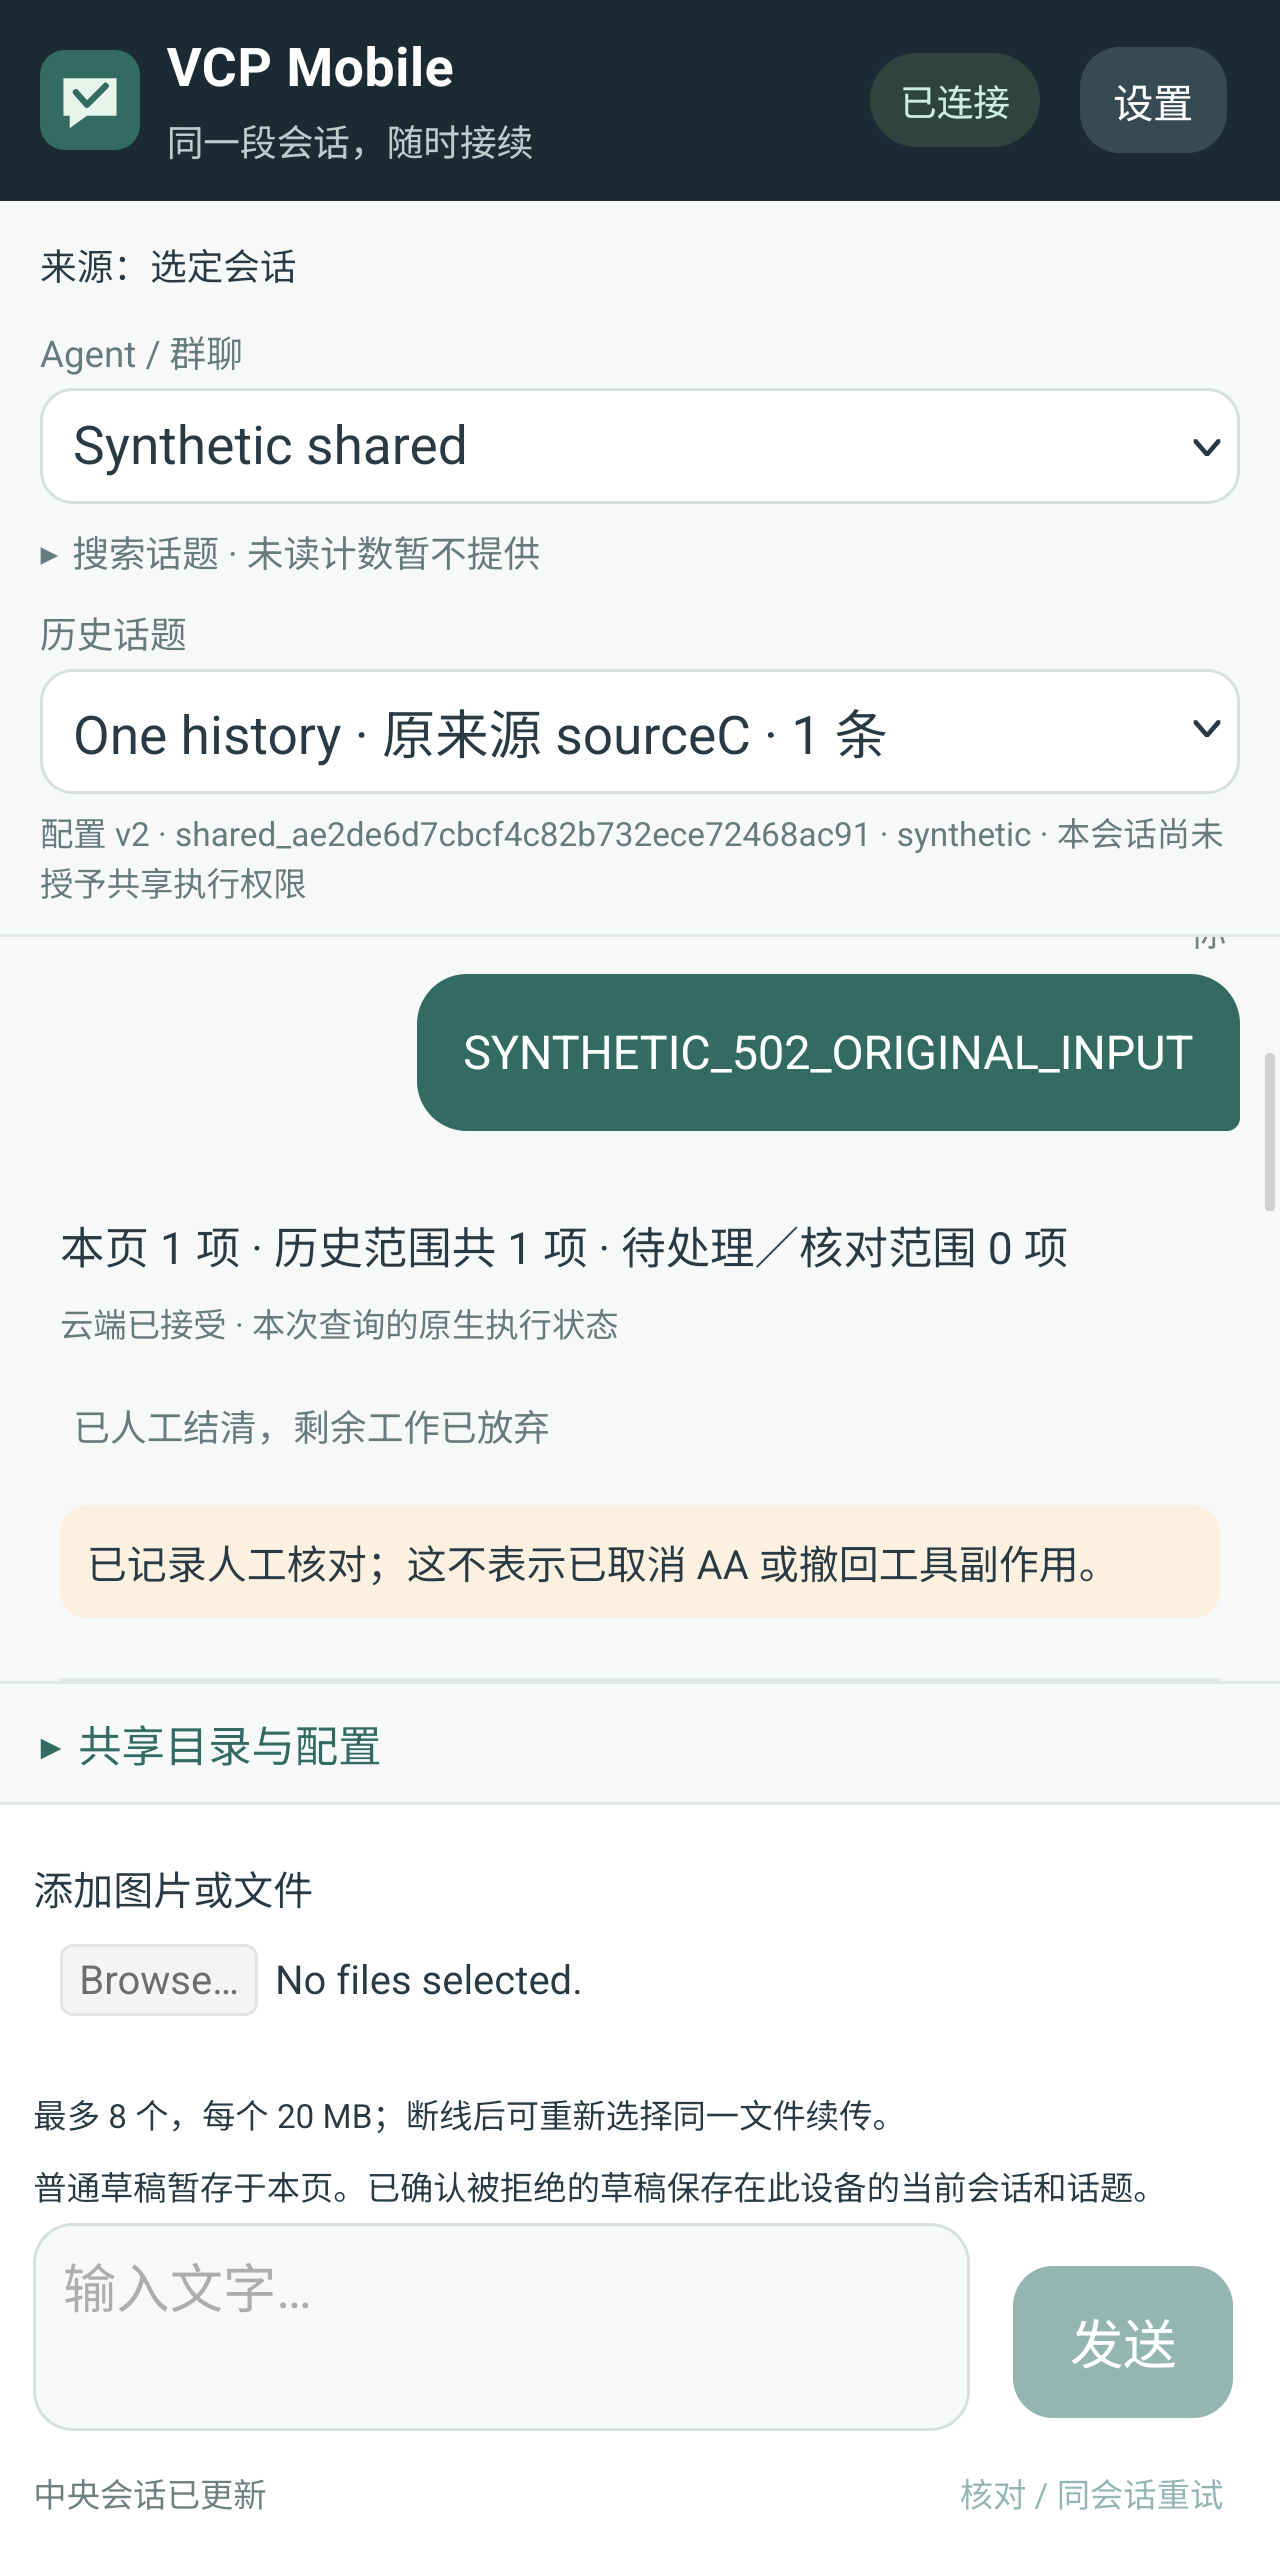 VCP Mobile
同一段会话，随时接续
已连接
设置
来源：选定会话
Agent / 群聊
Synthetic shared
▸ 搜索话题 · 未读计数暂不提供
历史话题
One history · 原来源 sourceC · 1 条
配置 v2 · shared_ae2de6d7cbcf4c82b732ece72468ac91 · synthetic · 本会话尚未
授予共享执行权限
你
SYNTHETIC_502_ORIGINAL_INPUT
本页 1 项 · 历史范围共 1 项 · 待处理／核对范围 0 项
云端已接受 · 本次查询的原生执行状态
已人工结清，剩余工作已放弃
已记录人工核对；这不表示已取消 AA 或撤回工具副作用。
▸ 共享目录与配置
添加图片或文件
Browse… No files selected.
最多 8 个，每个 20 MB；断线后可重新选择同一文件续传。
普通草稿暂存于本页。已确认被拒绝的草稿保存在此设备的当前会话和话题。
输入文字…
发送
中央会话已更新
核对 / 同会话重试